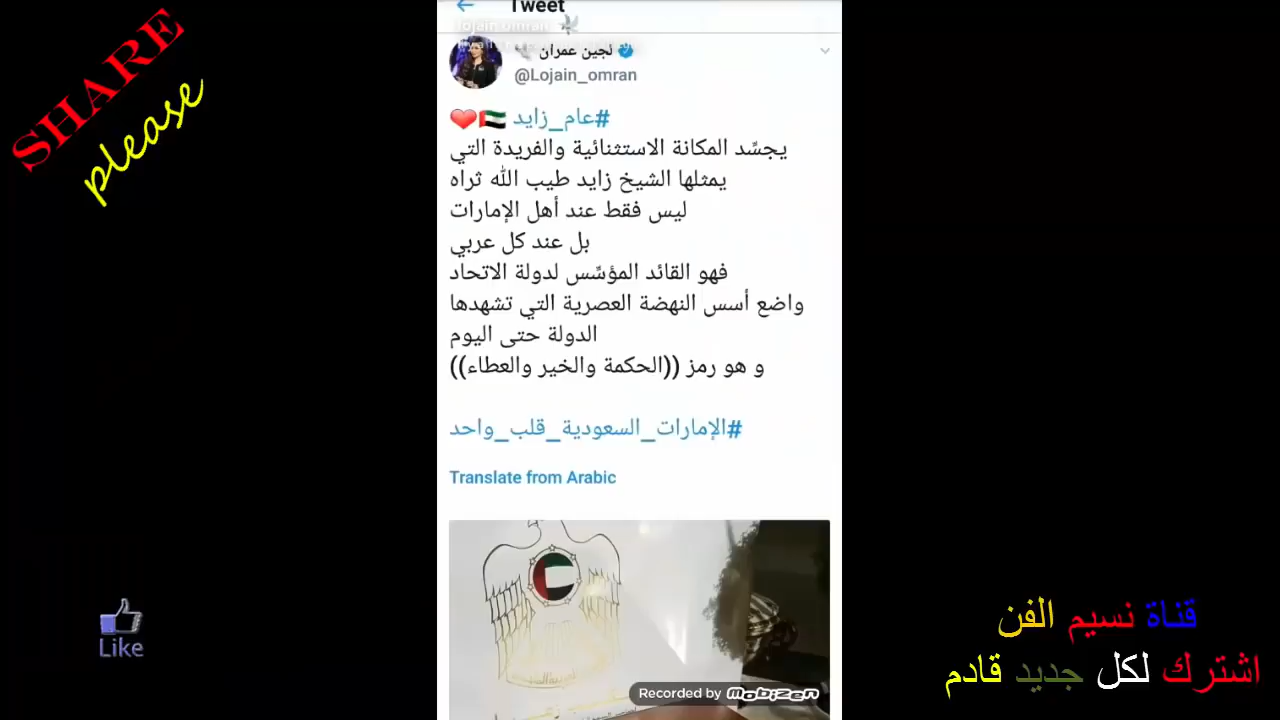 SHARE
please
Tweet
lojain omran
لجين عمران
@Lojain_omran
#عام_زايد 🇦🇪❤️
يجسِّد المكانة الاستثنائية والفريدة التي
يمثلها الشيخ زايد طيب الله ثراه
ليس فقط عند أهل الإمارات
بل عند كل عربي
فهو القائد المؤسِّس لدولة الاتحاد
واضع أسس النهضة العصرية التي تشهدها
الدولة حتى اليوم
و هو رمز ((الحكمة والخير والعطاء))
#الإمارات_السعودية_قلب_واحد
Translate from Arabic
Like
قناة نسيم الفن
اشترك لكل جديد قادم
Recorded by Mobizen